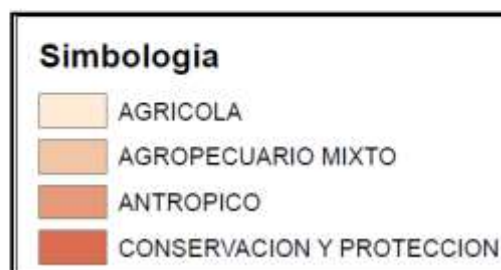 Simbologia
AGRICOLA
AGROPECUARIO MIXTO
ANTROPICO
CONSERVACION Y PROTECCION